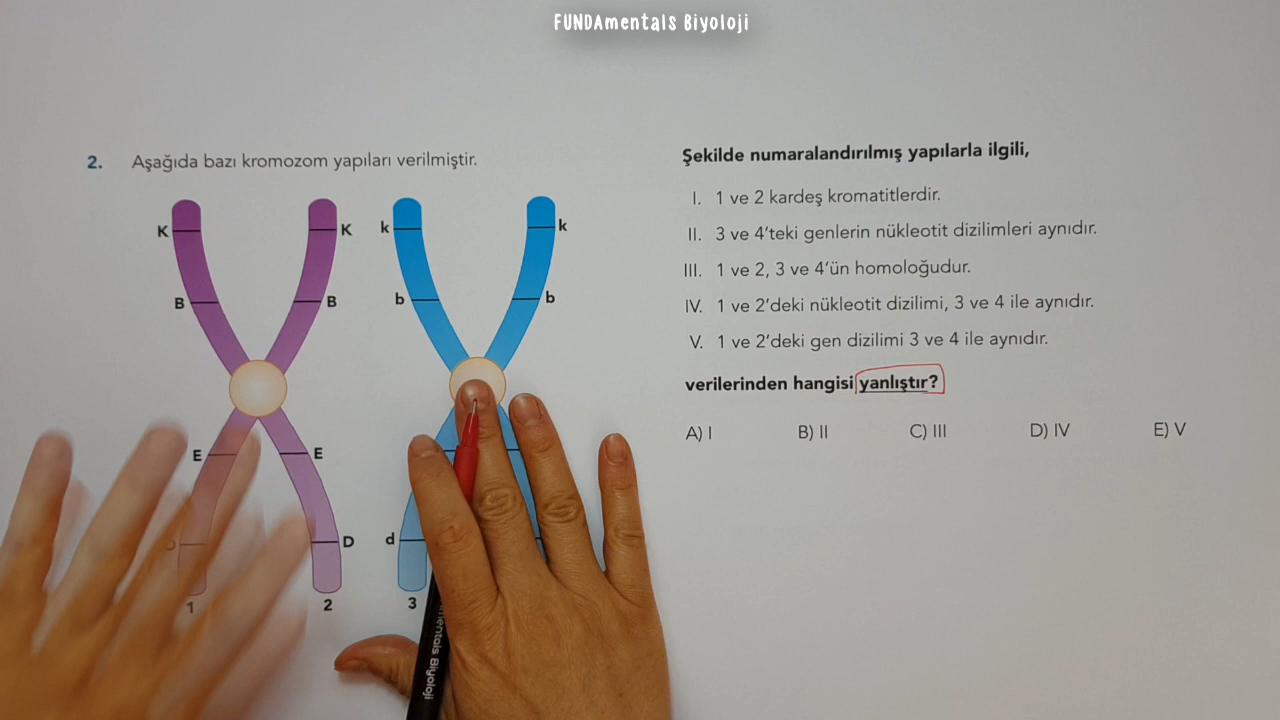 FUNDAmentals Biyoloji
2. Aşağıda bazı kromozom yapıları verilmiştir.
K K k k
B B b b
E E
D d
1 2 3
Şekilde numaralandırılmış yapılarla ilgili,
I. 1 ve 2 kardeş kromatitlerdir.
II. 3 ve 4'teki genlerin nükleotit dizilimleri aynıdır.
III. 1 ve 2, 3 ve 4'ün homoloğudur.
IV. 1 ve 2'deki nükleotit dizilimi, 3 ve 4 ile aynıdır.
V. 1 ve 2'deki gen dizilimi 3 ve 4 ile aynıdır.
verilerinden hangisi yanlıştır?
A) I B) II C) III D) IV E) V
Biyoloji